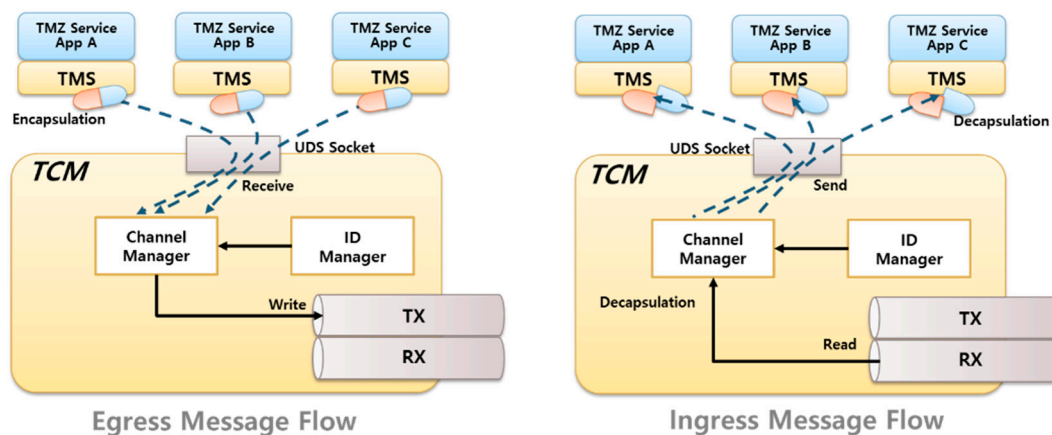 TMZ Service
App A
TMZ Service
App B
TMZ Service
App C
TMS
TMS
TMS
Encapsulation
UDS Socket
TCM
Receive
Channel
Manager
ID
Manager
Write
TX
RX
Egress Message Flow
TMZ Service
App A
TMZ Service
App B
TMZ Service
App C
TMS
TMS
TMS
Decapsulation
UDS Socket
TCM
Send
Channel
Manager
ID
Manager
Decapsulation
Read
TX
RX
Ingress Message Flow